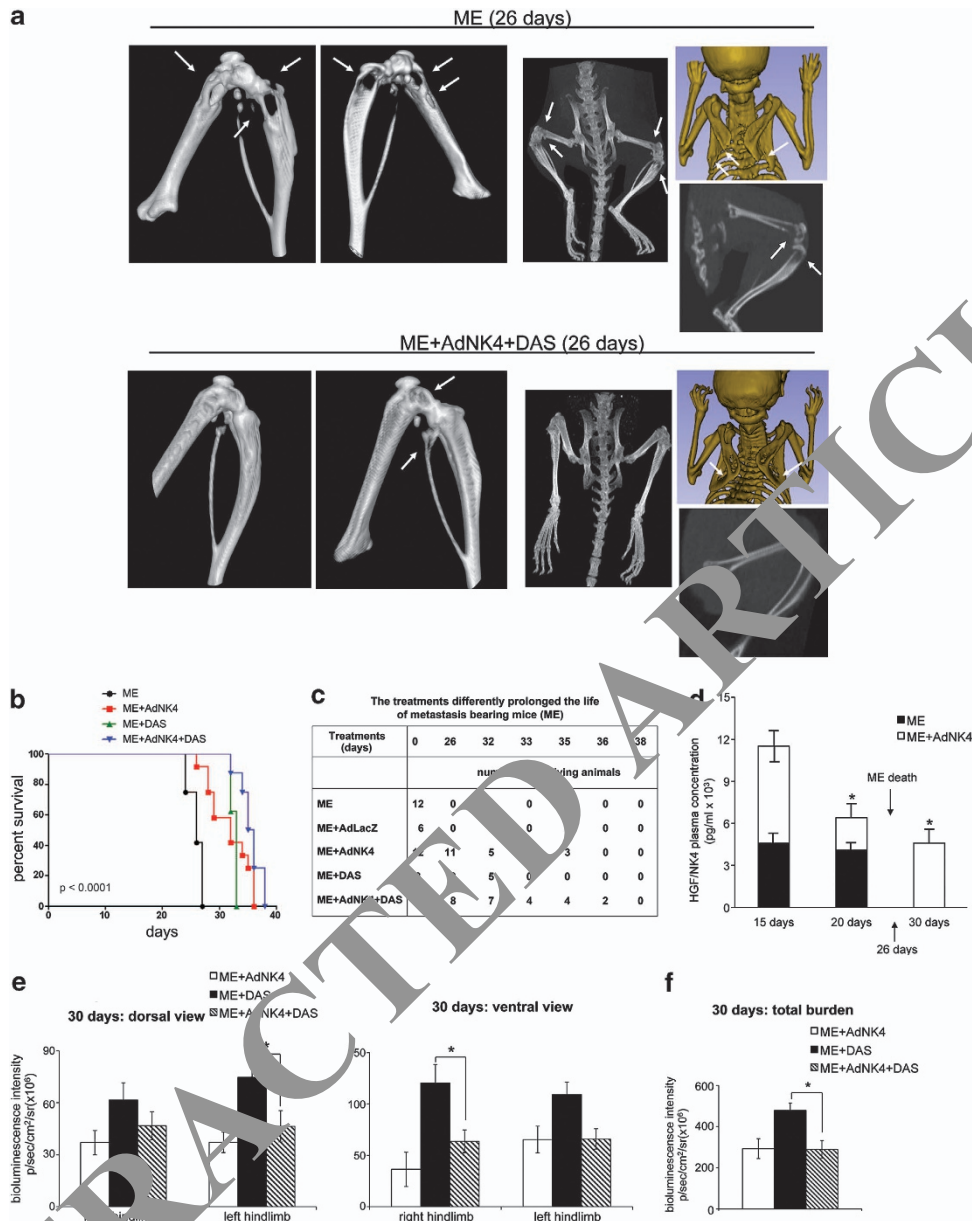 a
ME (26 days)
ME+AdNK4+DAS (26 days)
b
ME
ME+AdNK4
ME+DAS
ME+AdNK4+DAS
percent survival
100
80
60
40
20
0
p < 0.0001
0 10 20 30 40
days
c
The treatments differently prolonged the life
of metastasis bearing mice (ME)
Treatments (days) 0 26 32 33 35 36 38
animals
ME 12 0 0 0 0
ME+AdLacZ 6 0 0 0 0
ME+AdNK4 11 5 3 0
ME+DAS 5 0 0 0 0
ME+AdNK4+DAS 8 7 4 4 2 0
d
HGF/NK4 plasma concentration
(pg/ml x 10³)
15
12
9
6
3
0
ME
ME+AdNK4
*
ME death
*
15 days 20 days 30 days
26 days
e
ME+AdNK4
ME+DAS
ME+AdNK4+DAS
30 days: dorsal view
bioluminescence intensity
p/sec/cm²/sr(x10⁶)
90
60
30
0
*
left hindlimb
30 days: ventral view
*
100
50
0
right hindlimb left hindlimb
f
30 days: total burden
ME+AdNK4
ME+DAS
ME+AdNK4+DAS
bioluminescence intensity
p/sec/cm²/sr(x10⁶)
600
400
200
0
*
RETRACTED ARTICLE